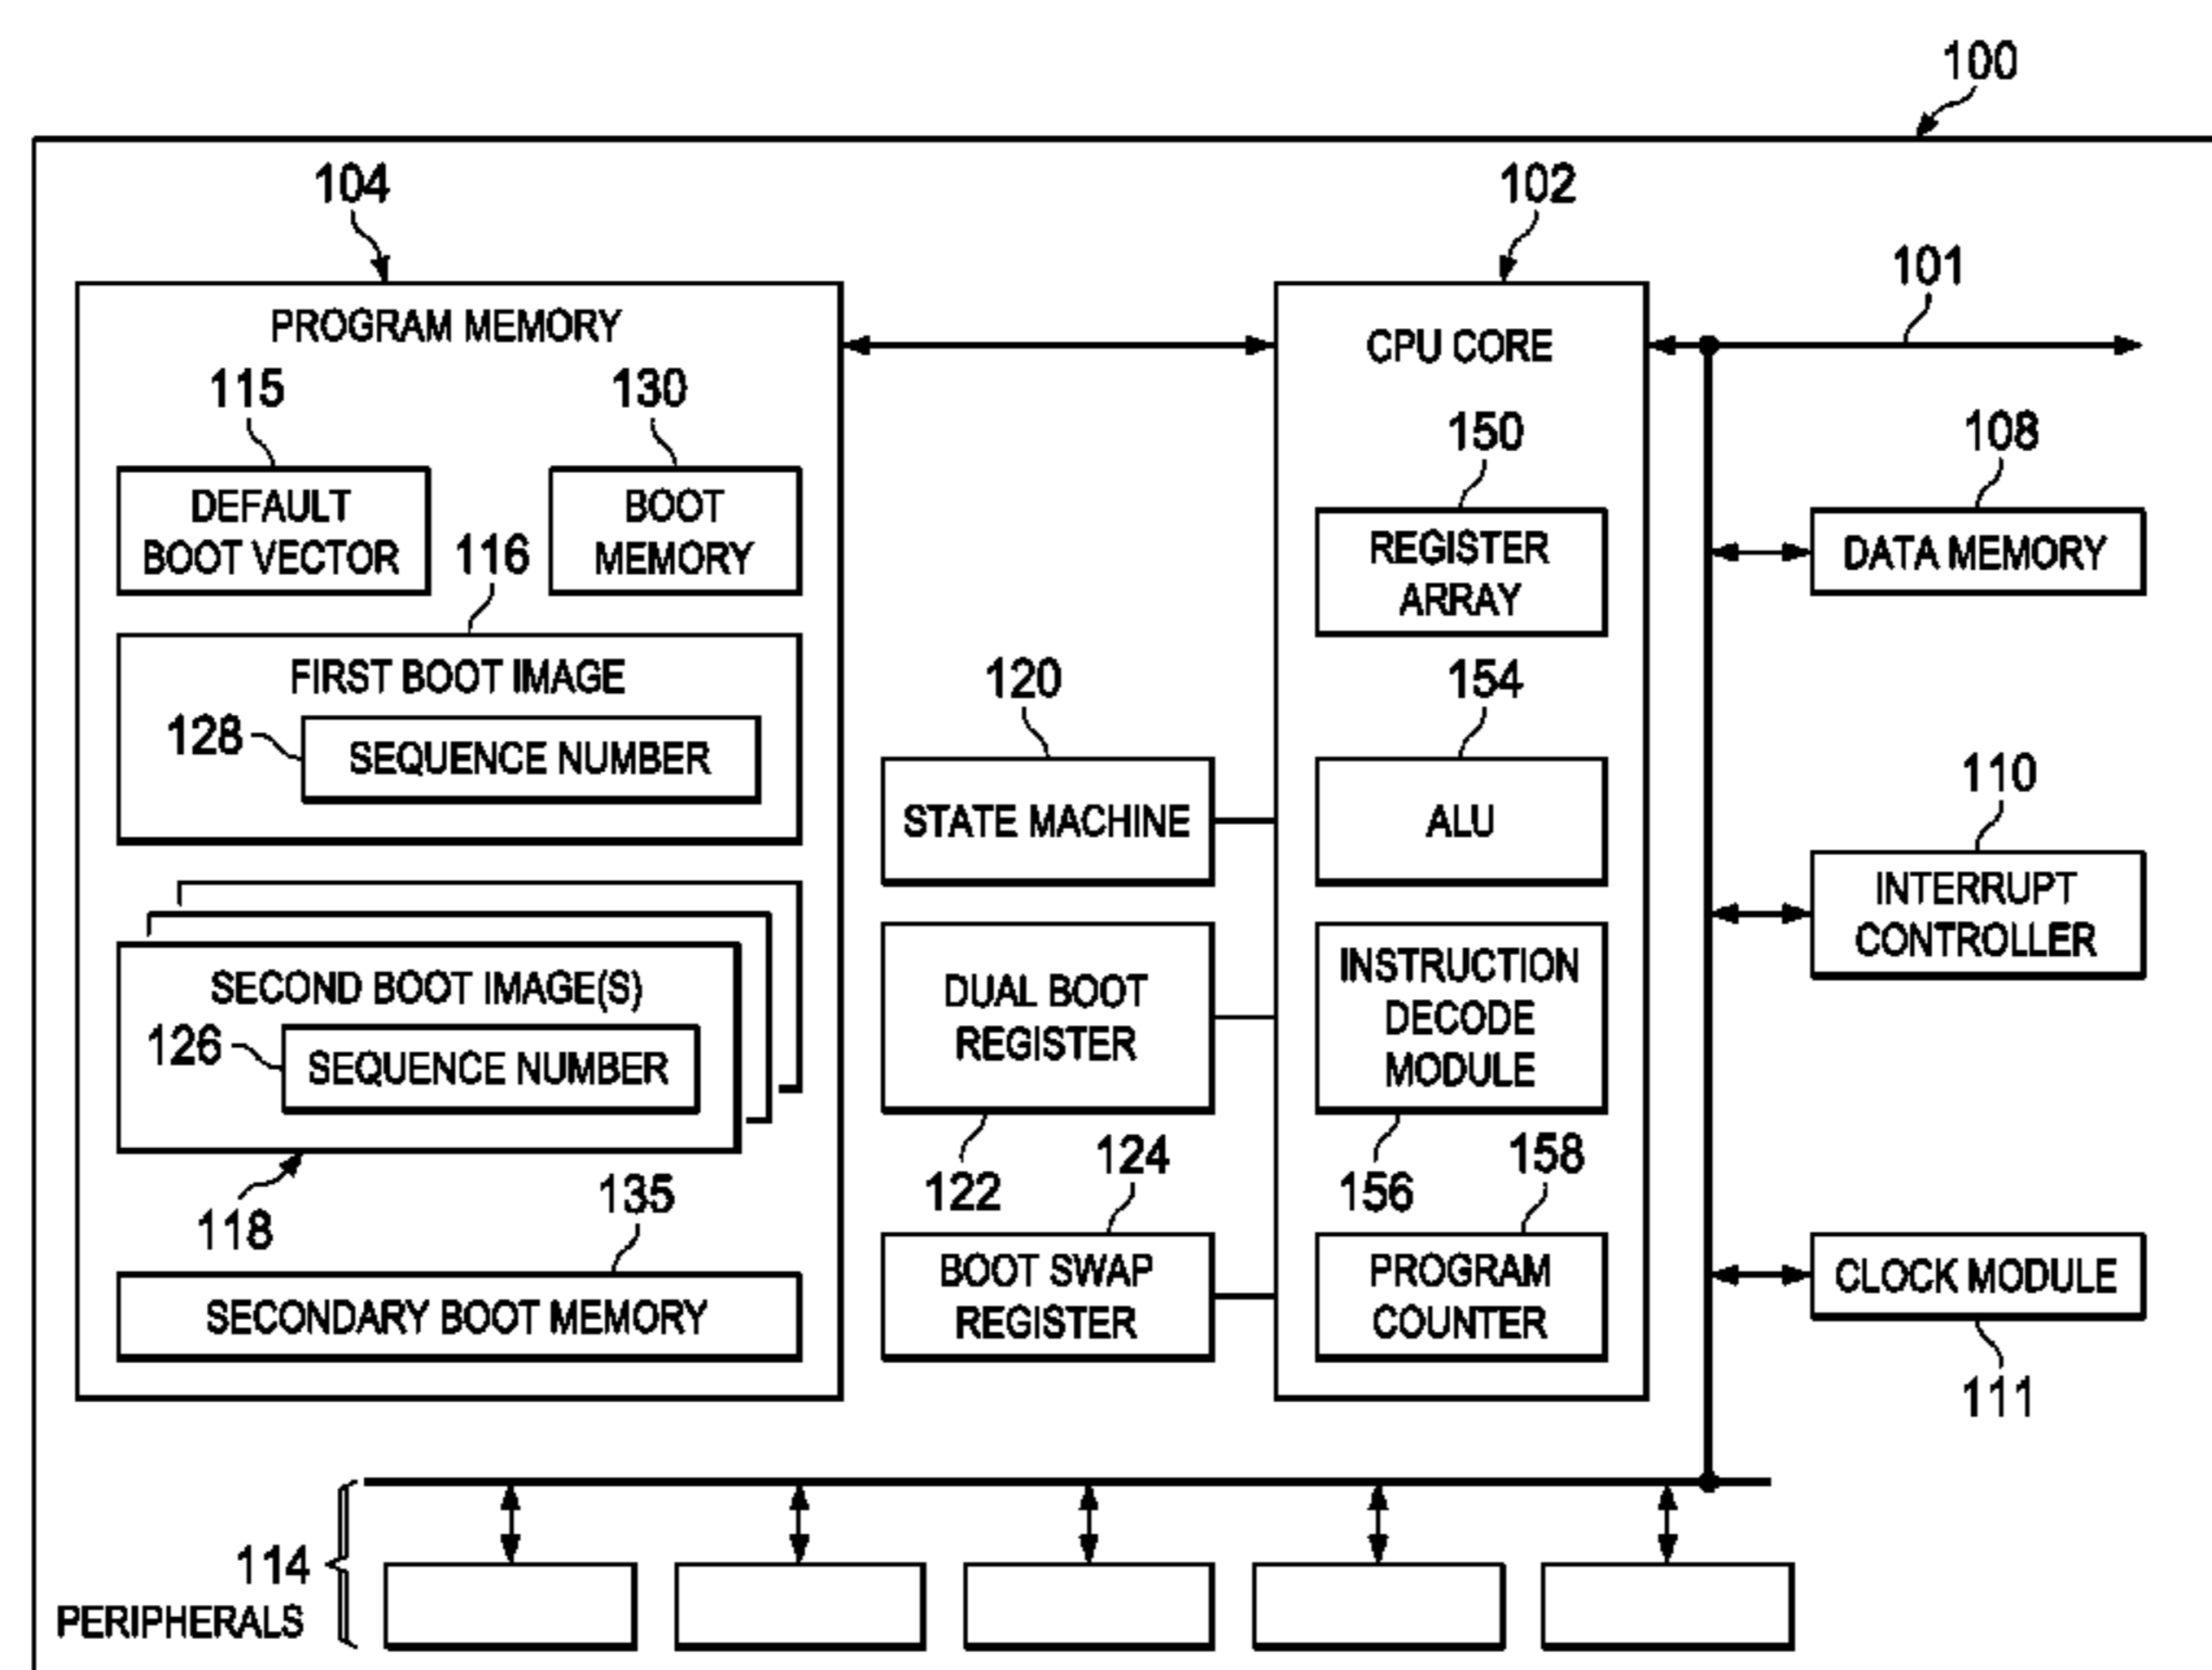 100
104
102
101
PROGRAM MEMORY
CPU CORE
115
130
150
108
DEFAULT
BOOT VECTOR
BOOT
MEMORY
REGISTER
ARRAY
DATA MEMORY
116
FIRST BOOT IMAGE
128
SEQUENCE NUMBER
120
154
STATE MACHINE
ALU
110
INTERRUPT
CONTROLLER
SECOND BOOT IMAGE(S)
126
SEQUENCE NUMBER
DUAL BOOT
REGISTER
INSTRUCTION
DECODE
MODULE
118
135
122
124
156
158
SECONDARY BOOT MEMORY
BOOT SWAP
REGISTER
PROGRAM
COUNTER
CLOCK MODULE
111
114
PERIPHERALS